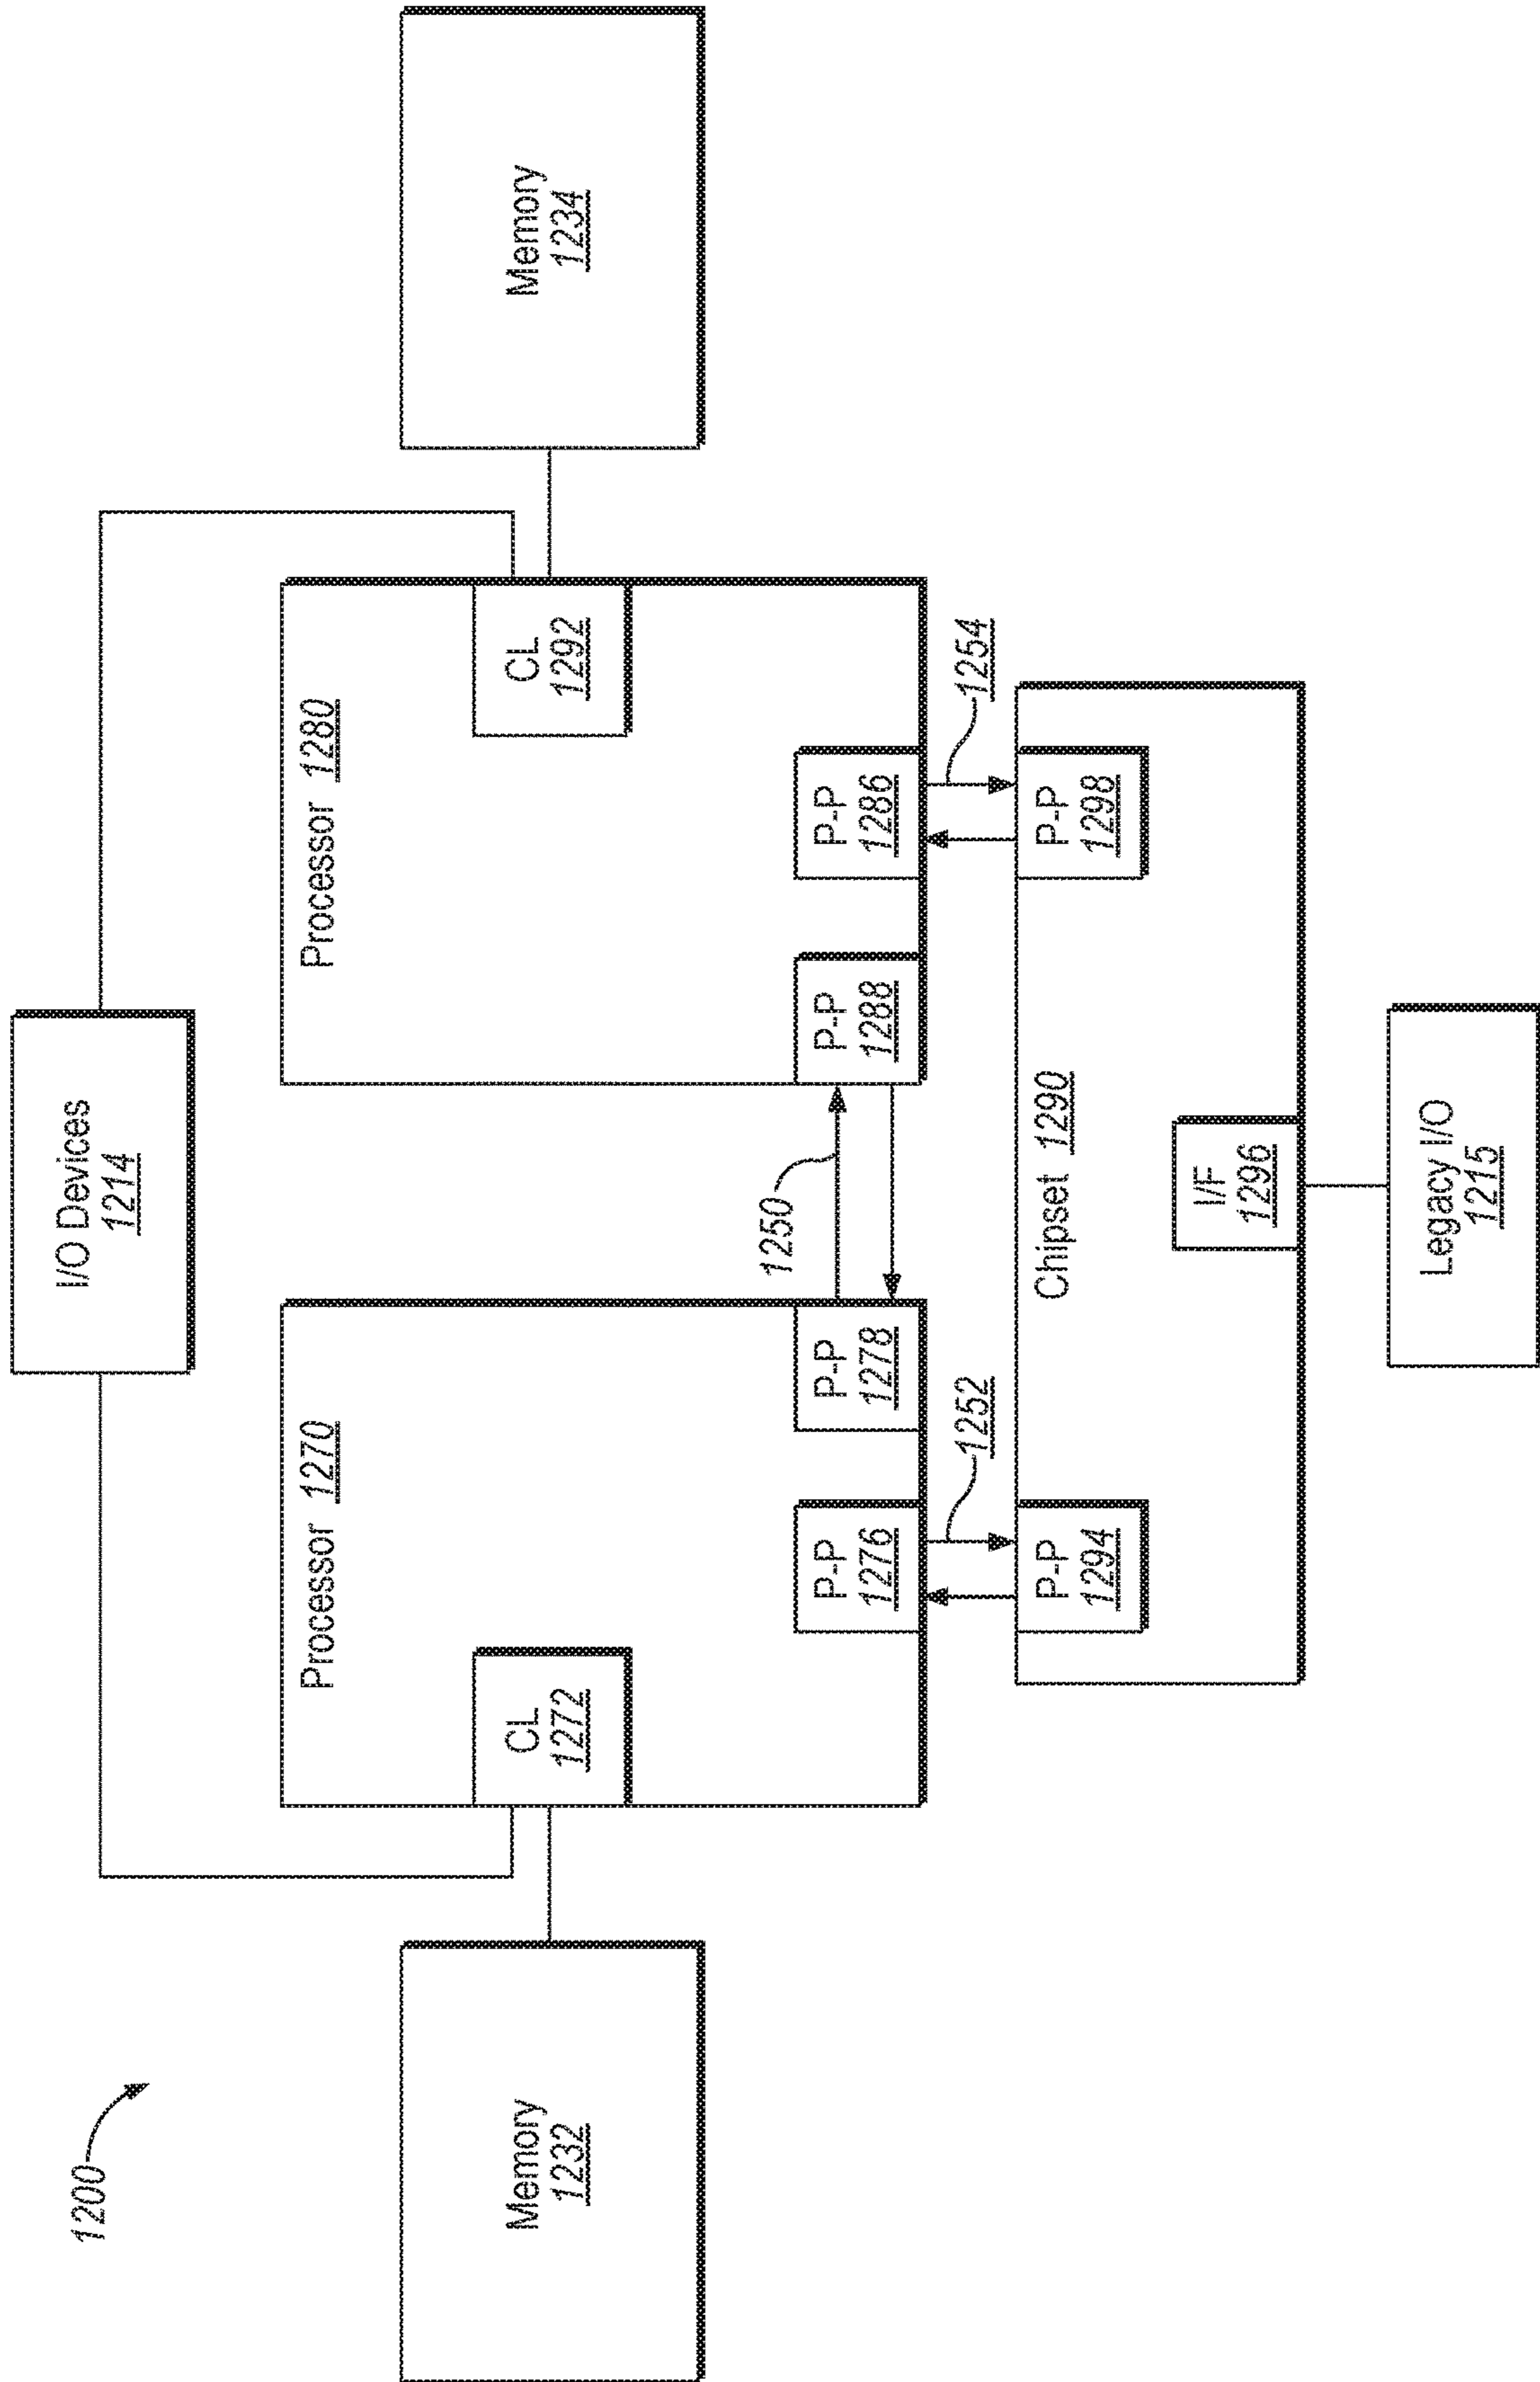 1200
I/O Devices
1214
Memory
1232
Processor 1270
CL
1272
P-P
1276
P-P
1278
1250
Processor 1280
CL
1292
P-P
1288
P-P
1286
Memory
1234
1252
1254
P-P
1294
Chipset 1290
P-P
1298
I/F
1296
Legacy I/O
1215